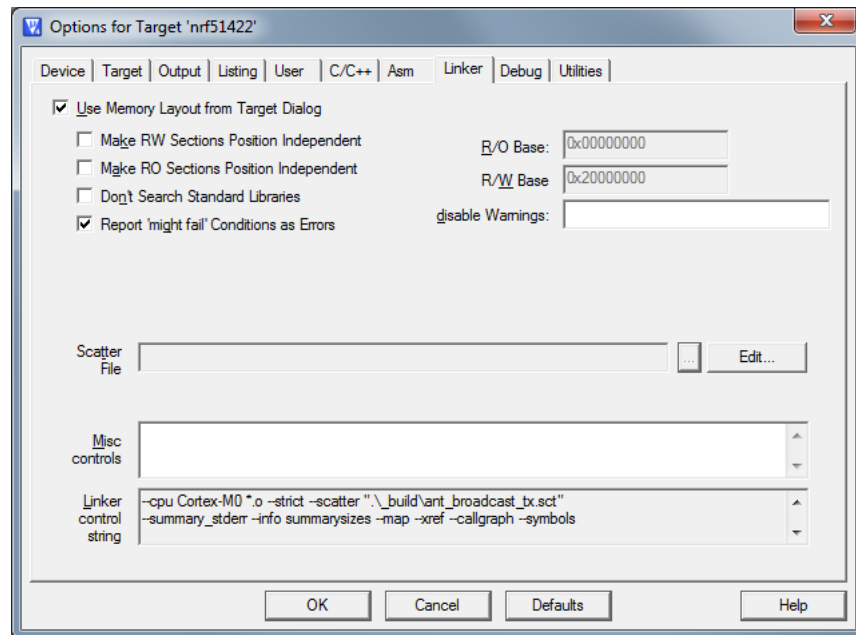 Options for Target 'nrf51422'
Device Target Output Listing User C/C++ Asm Linker Debug Utilities
Use Memory Layout from Target Dialog
Make RW Sections Position Independent
R/O Base: 0x00000000
Make RO Sections Position Independent
R/W Base 0x20000000
Don't Search Standard Libraries
disable Warnings:
Report 'might fail' Conditions as Errors
Scatter
File
... Edit...
Misc
controls
Linker
control
string
--cpu Cortex-M0 *.o --strict --scatter ".\_build\ant_broadcast_tx.sct"
--summary_stderr --info summarysizes --map --xref --callgraph --symbols
OK Cancel Defaults Help